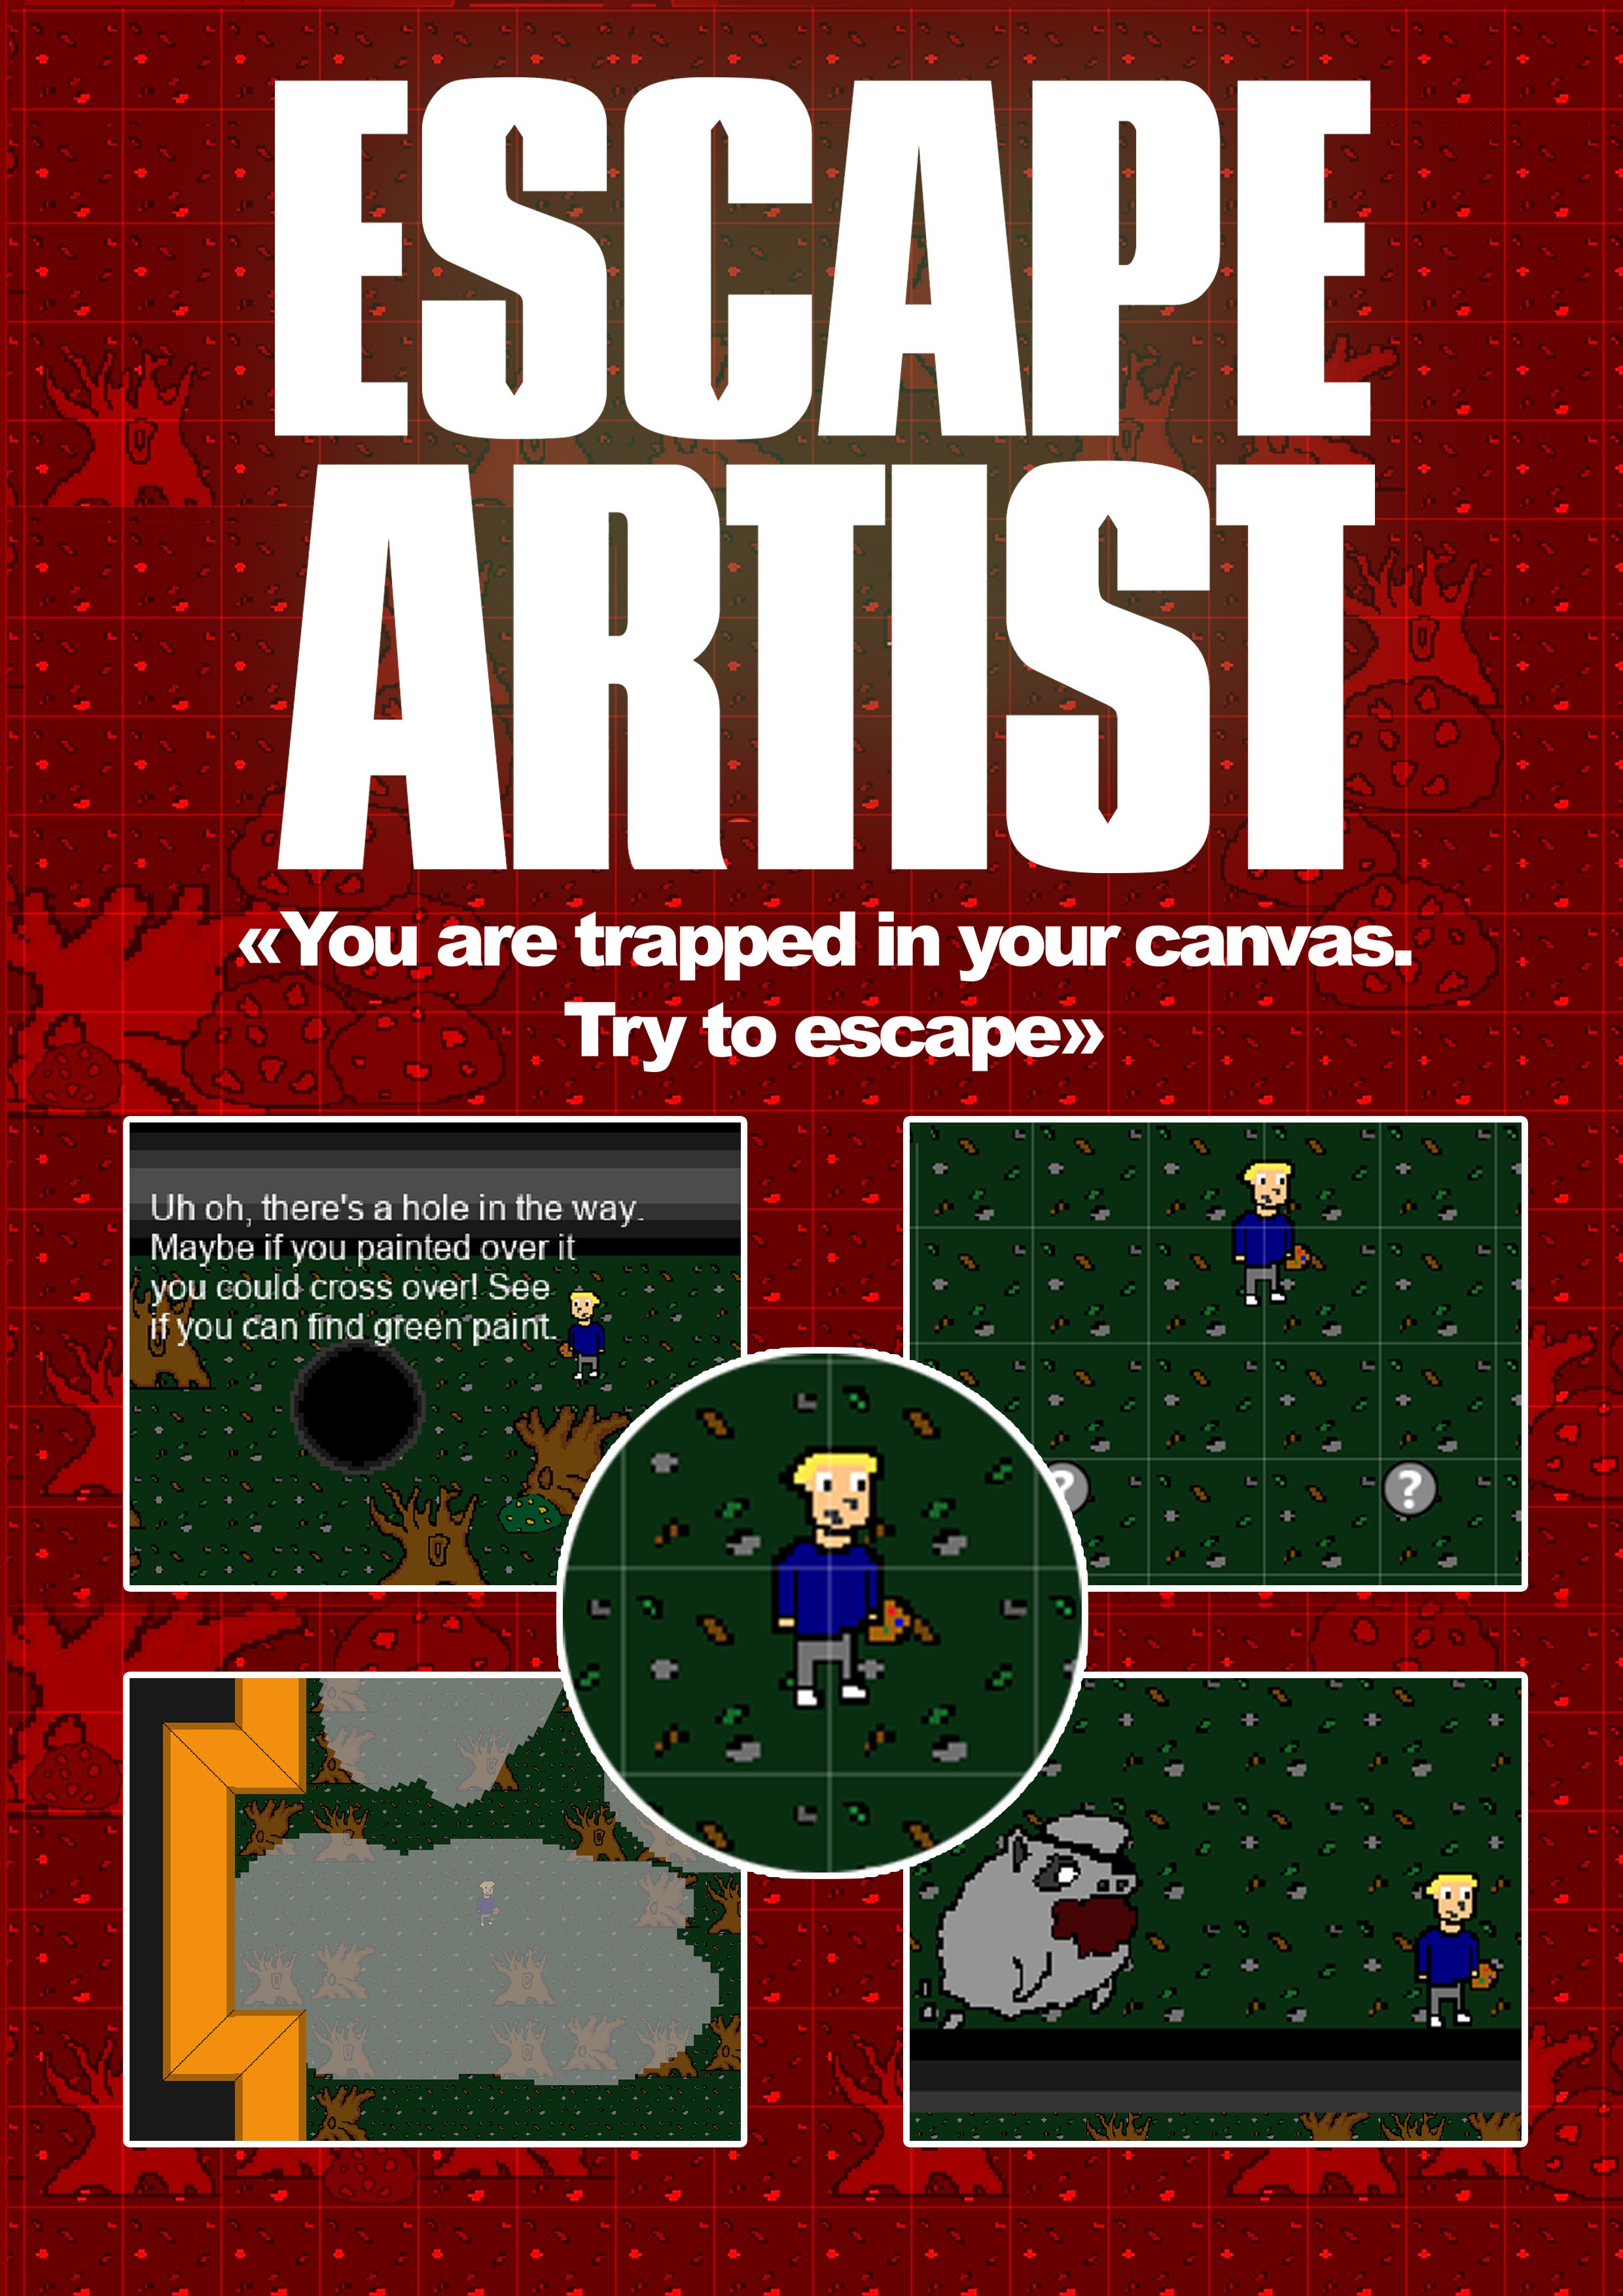 ESCAPE
ARTIST
«You are trapped in your canvas.
Try to escape»
Uh oh, there's a hole in the way.
Maybe if you painted over it
you could cross over! See
if you can find green paint.
?
?